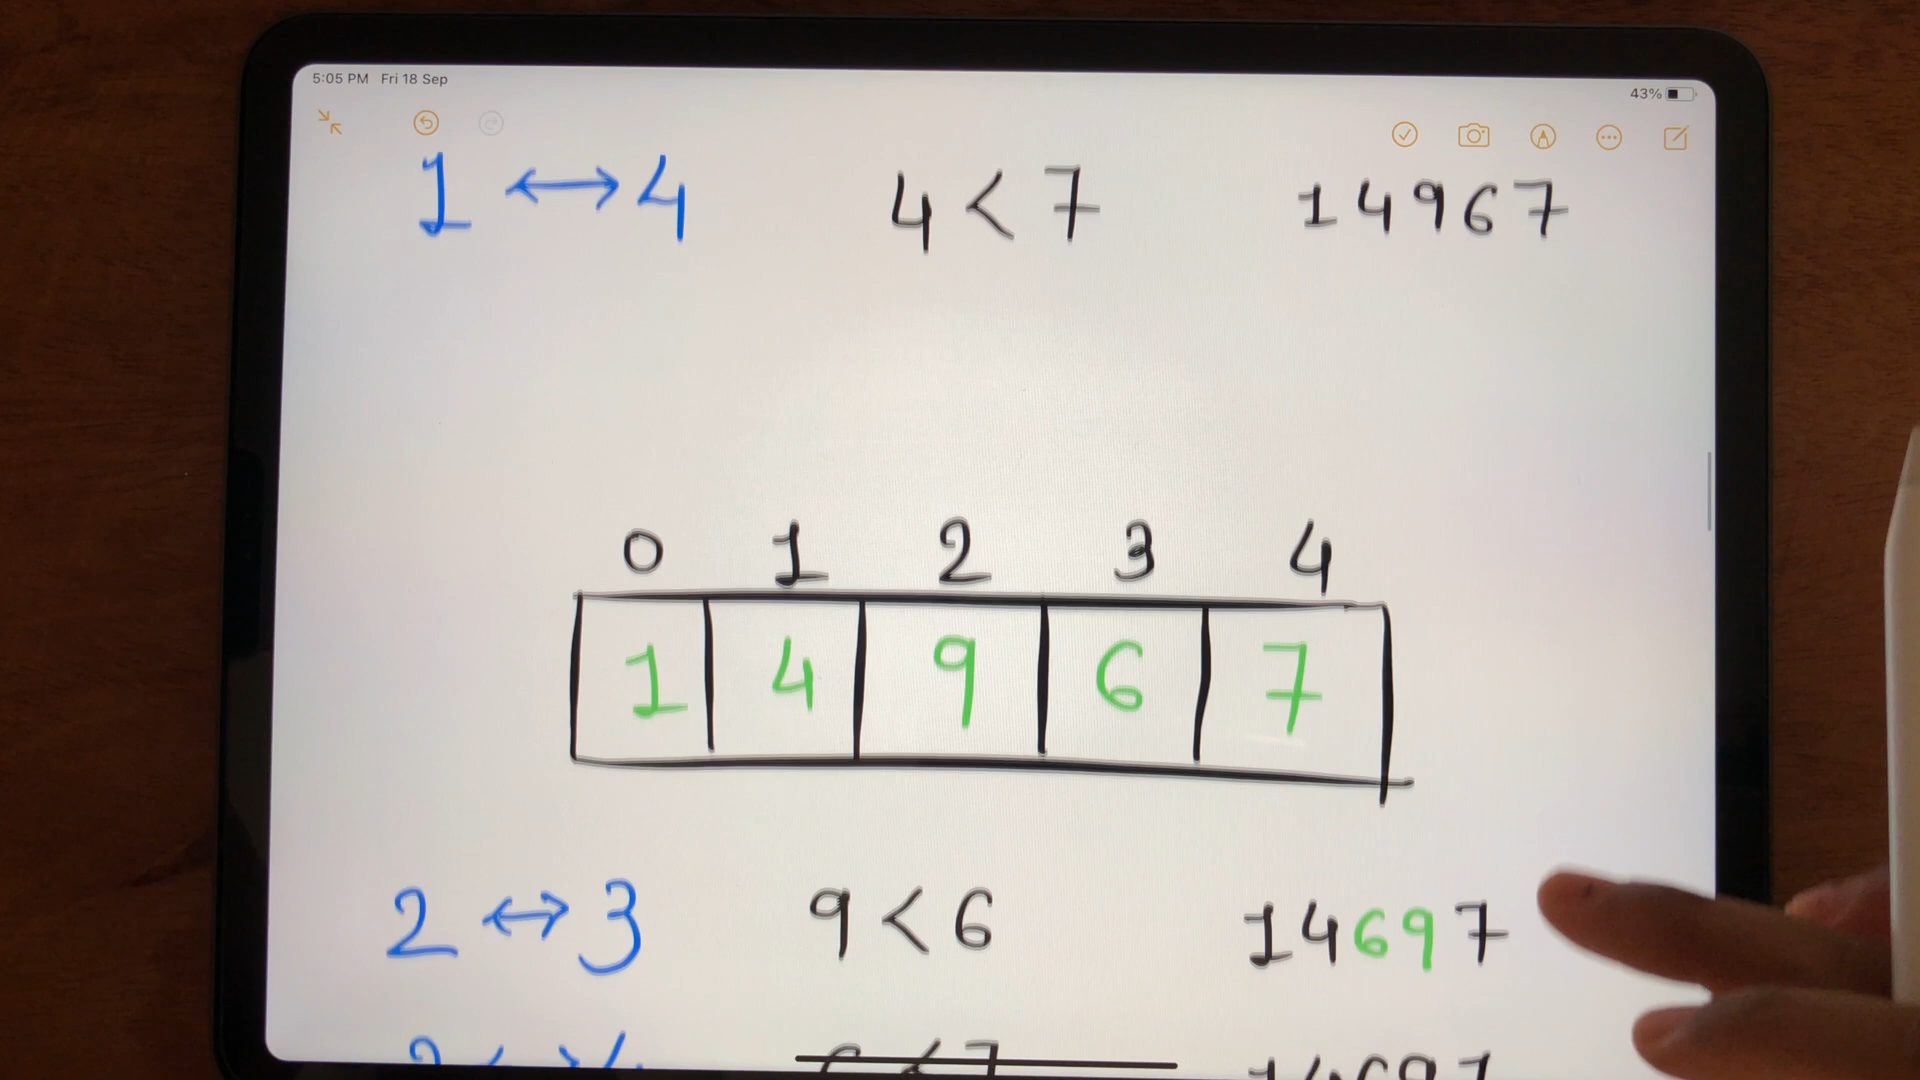 5:05 PM Fri 18 Sep
43%
1 ↔ 4 4 < 7 14967
0 1 2 3 4
1 4 9 6 7
2 ↔ 3 9 < 6 14697